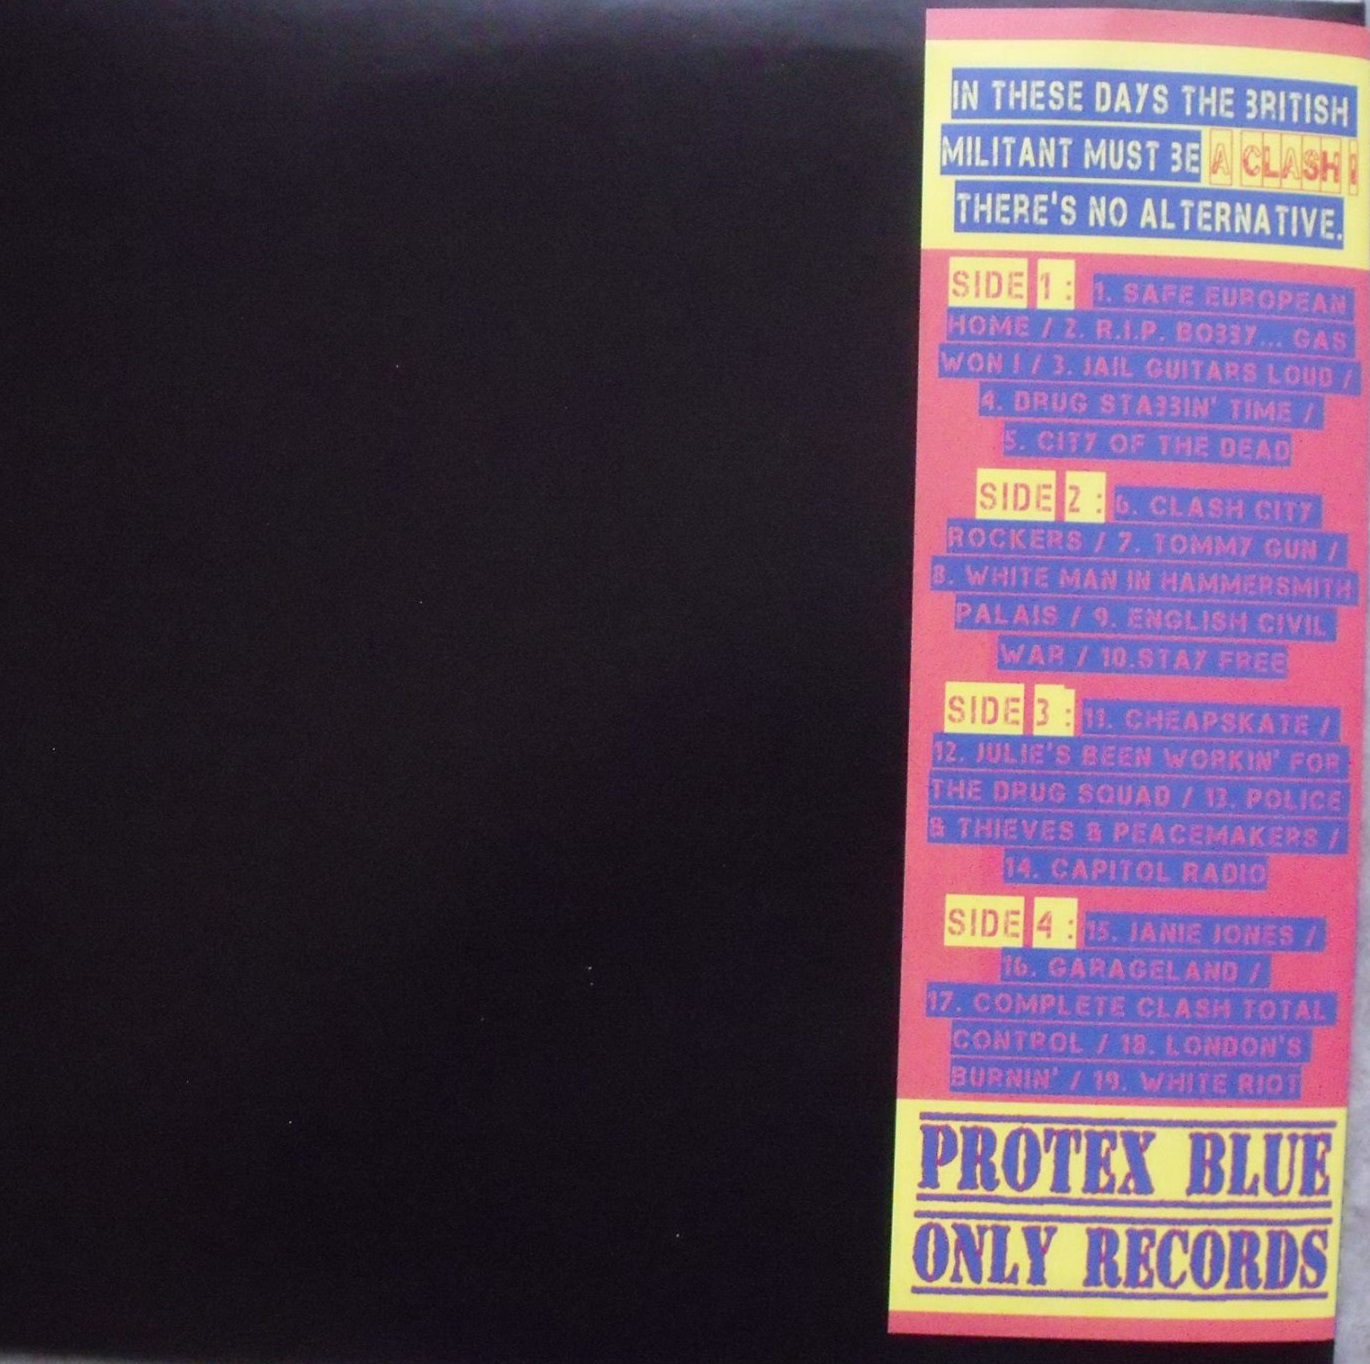 IN THESE DAYS THE BRITISH
MILITANT MUST BE A CLASH !
THERE'S NO ALTERNATIVE.
SIDE 1 : 1. SAFE EUROPEAN
HOME / 2. R.I.P. BOBBY... GAS
WON ! / 3. JAIL GUITARS LOUD /
4. DRUG STABBIN' TIME /
5. CITY OF THE DEAD
SIDE 2 : 6. CLASH CITY
ROCKERS / 7. TOMMY GUN /
8. WHITE MAN IN HAMMERSMITH
PALAIS / 9. ENGLISH CIVIL
WAR / 10.STAY FREE
SIDE 3 : 11. CHEAPSKATE /
12. JULIE'S BEEN WORKIN' FOR
THE DRUG SQUAD / 13. POLICE
& THIEVES & PEACEMAKERS /
14. CAPITOL RADIO
SIDE 4 : 15. JANIE JONES /
16. GARAGELAND /
17. COMPLETE CLASH TOTAL
CONTROL / 18. LONDON'S
BURNIN' / 19. WHITE RIOT
PROTEX BLUE
ONLY RECORDS